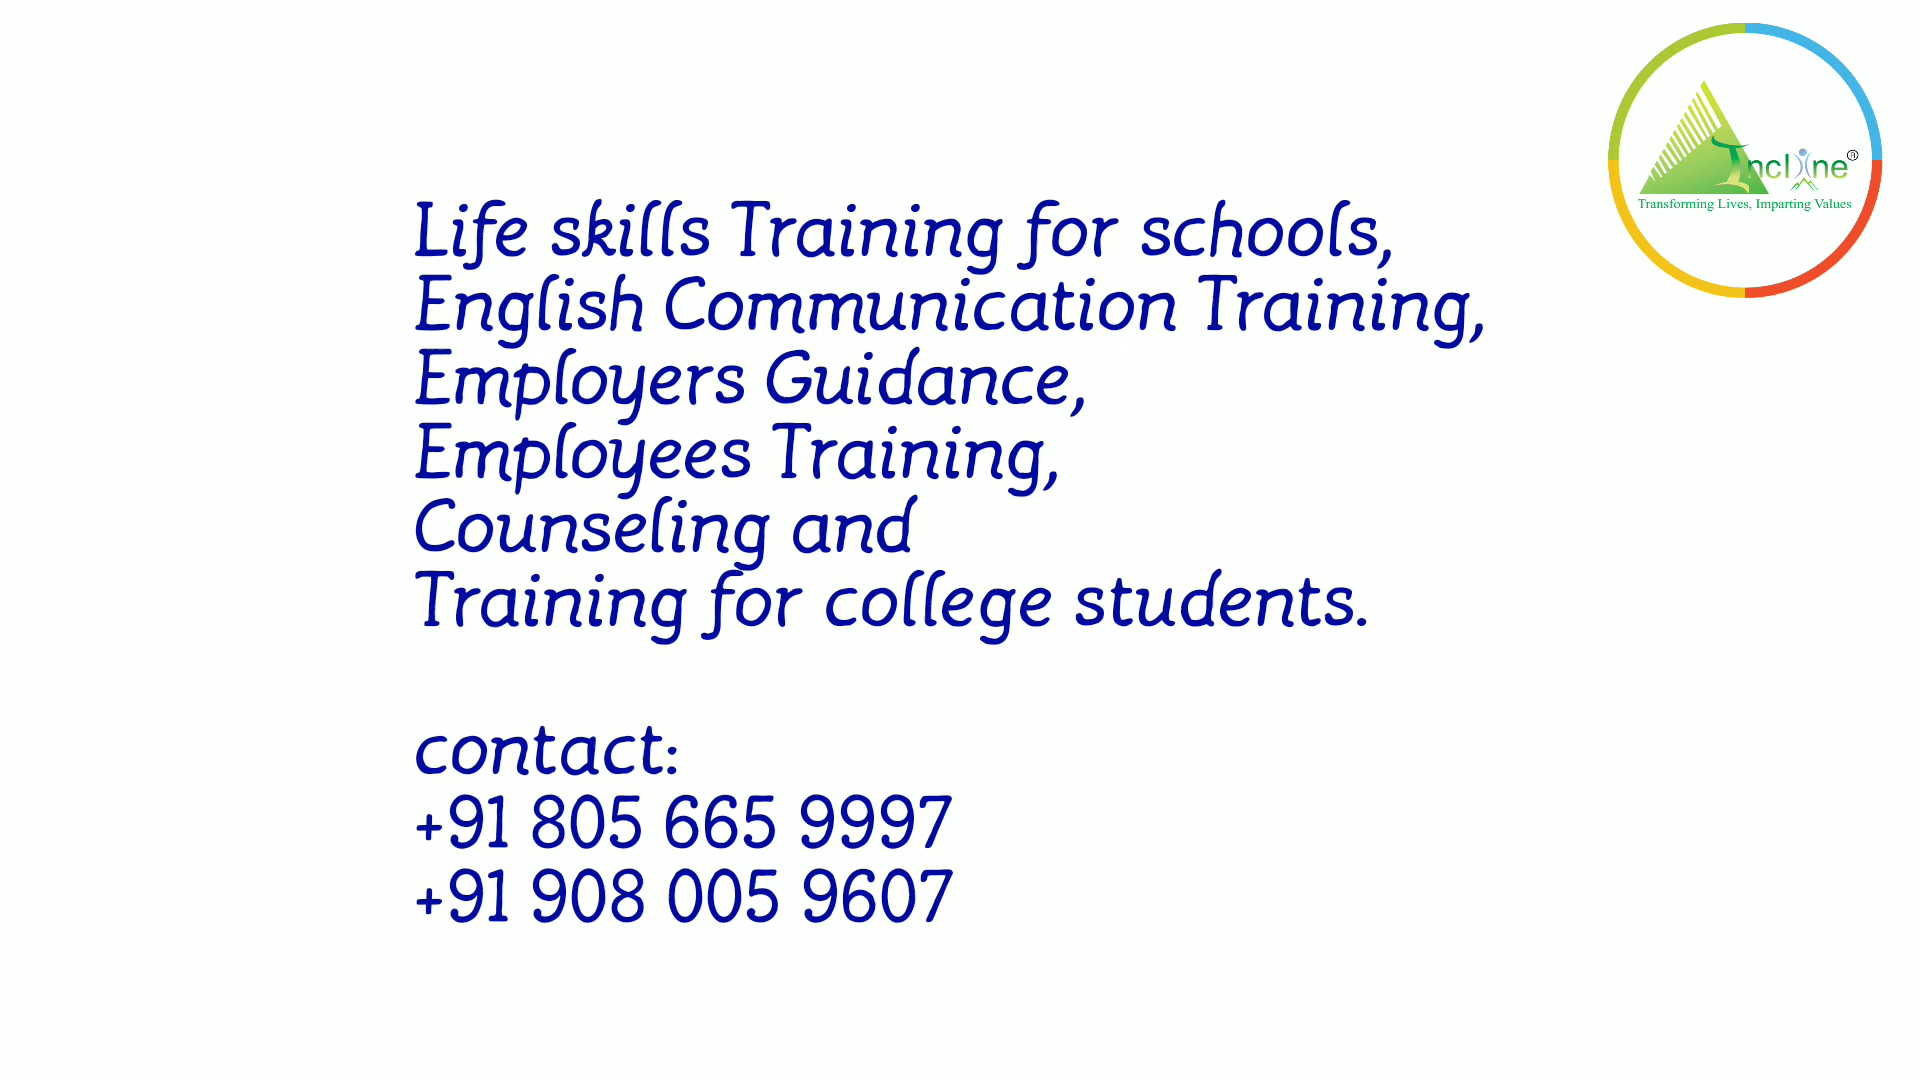 Incline®
Transforming Lives, Imparting Values
Life skills Training for schools,
English Communication Training,
Employers Guidance,
Employees Training,
Counseling and
Training for college students.
contact:
+91 805 665 9997
+91 908 005 9607